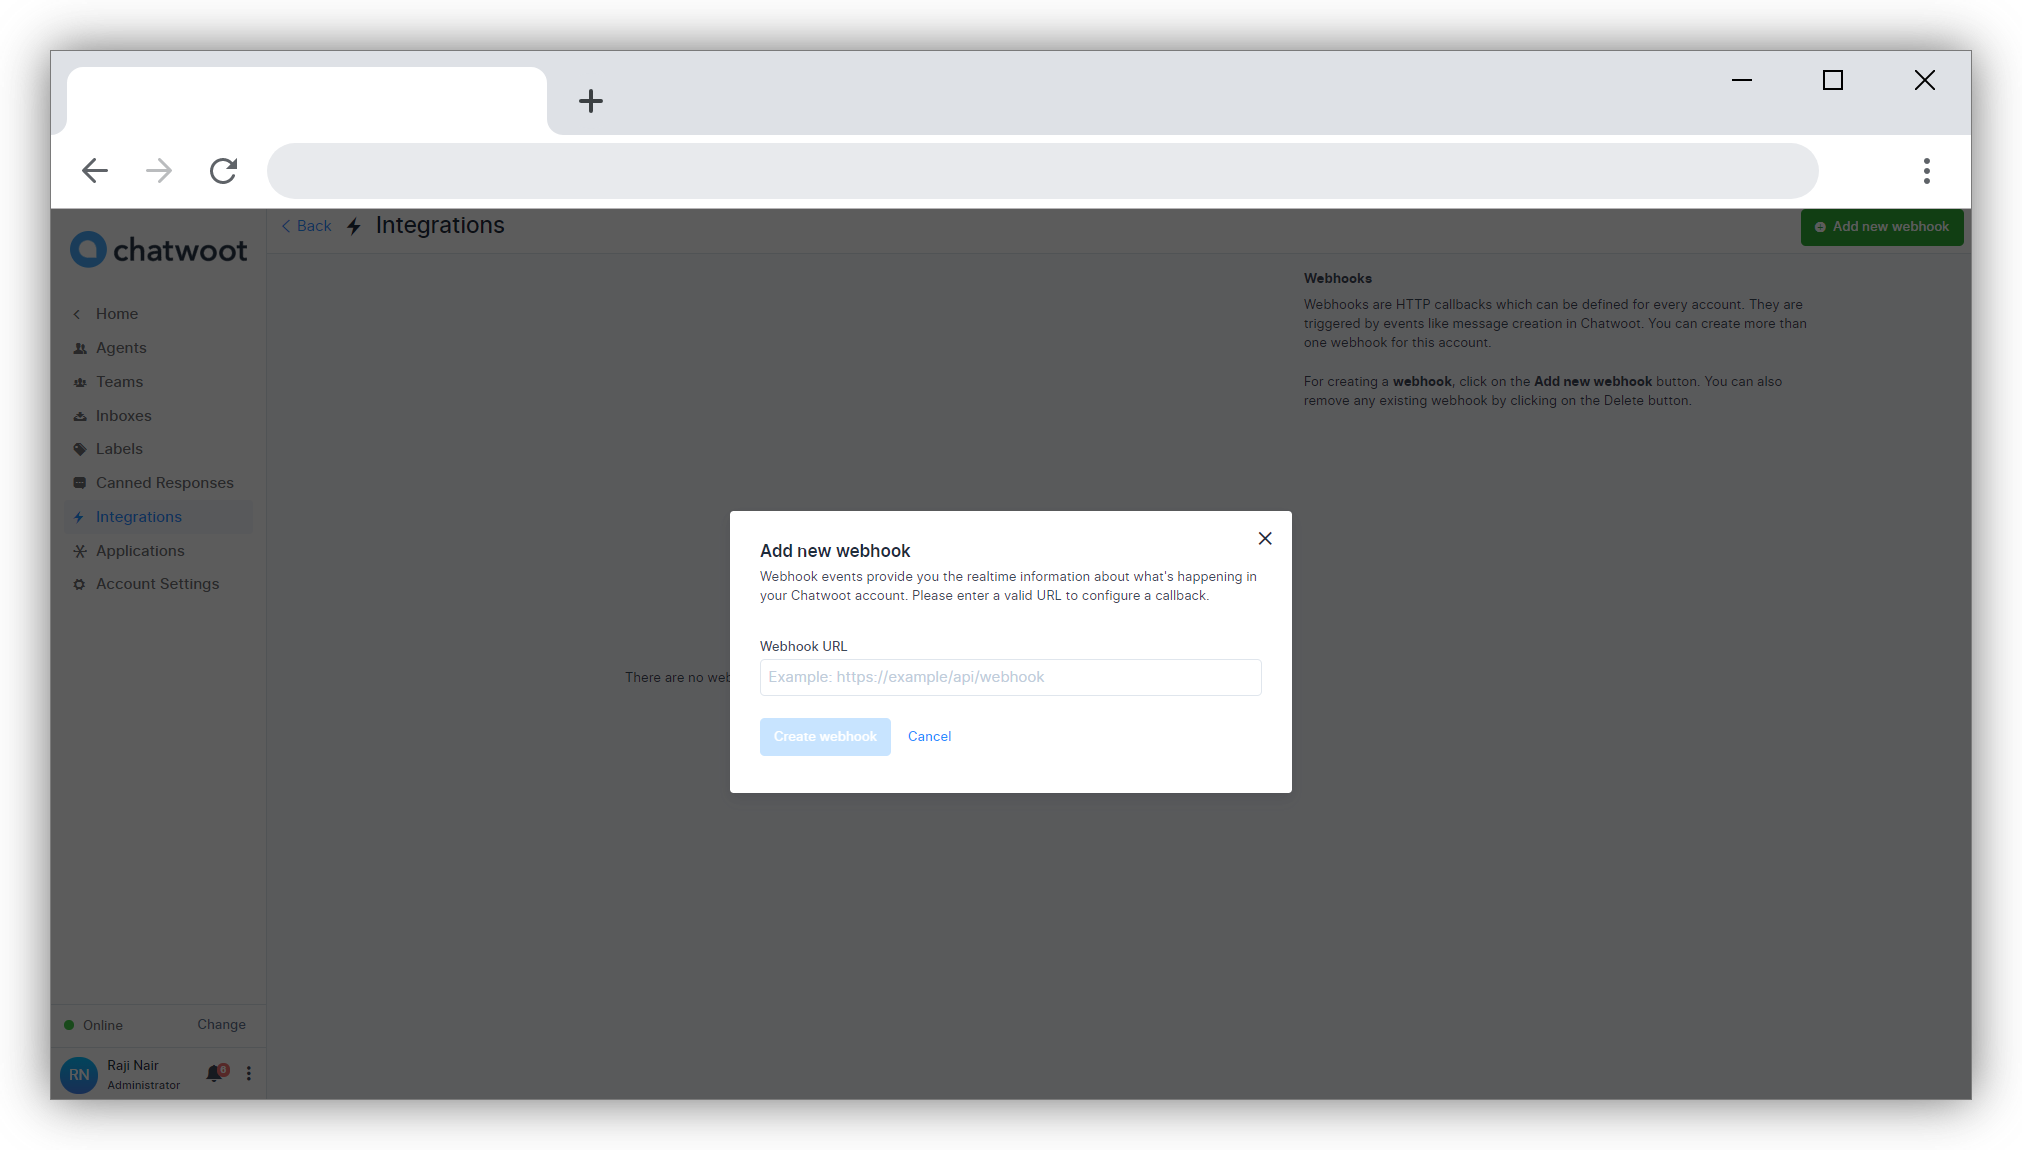 chatwoot
Back Integrations
Add new webhook
Home
Agents
Teams
Inboxes
Labels
Canned Responses
Integrations
Applications
Account Settings
Online Change
RN
Raji Nair
Administrator
Webhooks
Webhooks are HTTP callbacks which can be defined for every account. They are
triggered by events like message creation in Chatwoot. You can create more than
one webhook for this account.
For creating a webhook, click on the Add new webhook button. You can also
remove any existing webhook by clicking on the Delete button.
There are no
Add new webhook
Webhook events provide you the realtime information about what's happening in
your Chatwoot account. Please enter a valid URL to configure a callback.
Webhook URL
Example: https://example/api/webhook
Create webhook Cancel